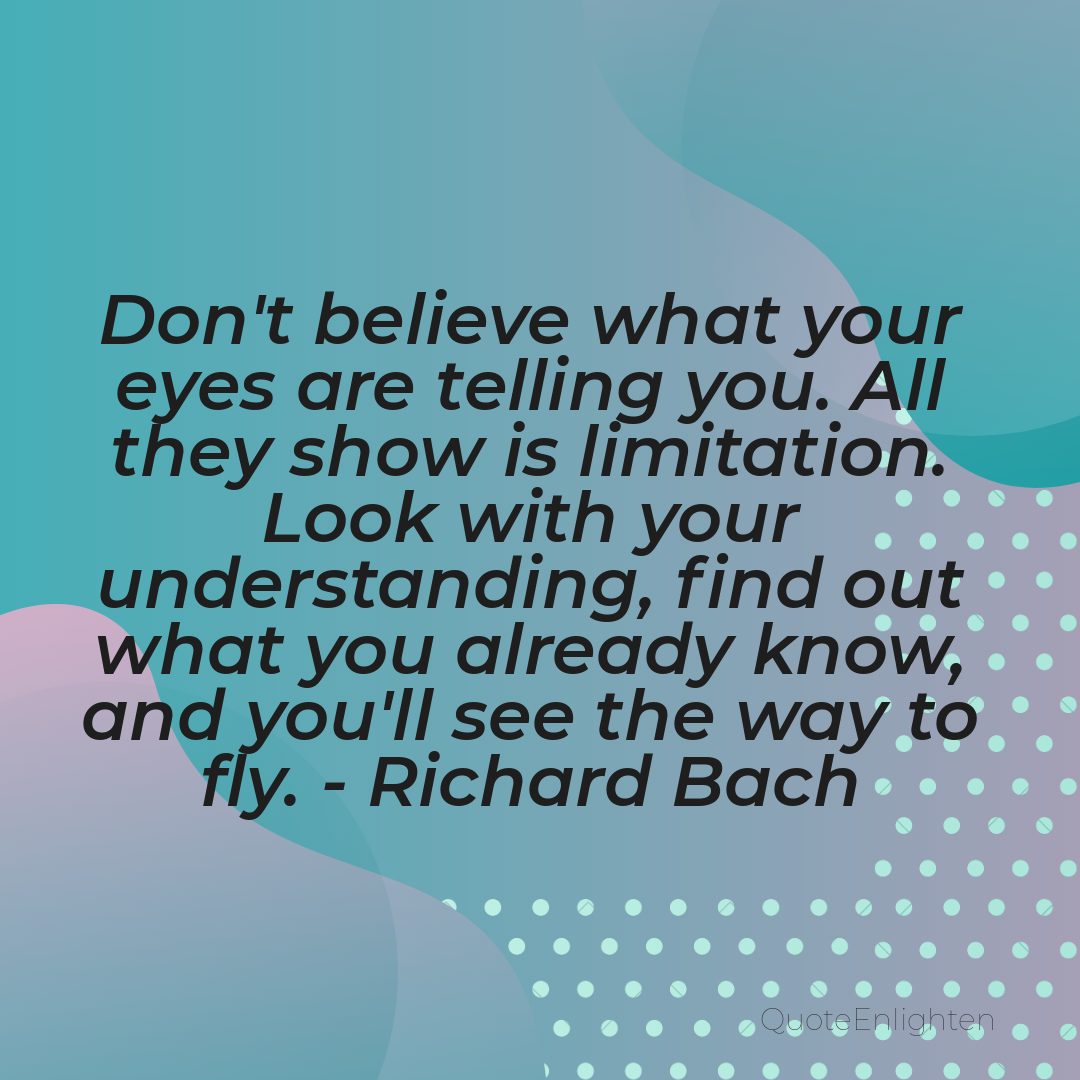 Don't believe what your
eyes are telling you. All
they show is limitation.
Look with your
understanding, find out
what you already know,
and you'll see the way to
fly. - Richard Bach
QuoteEnlighten